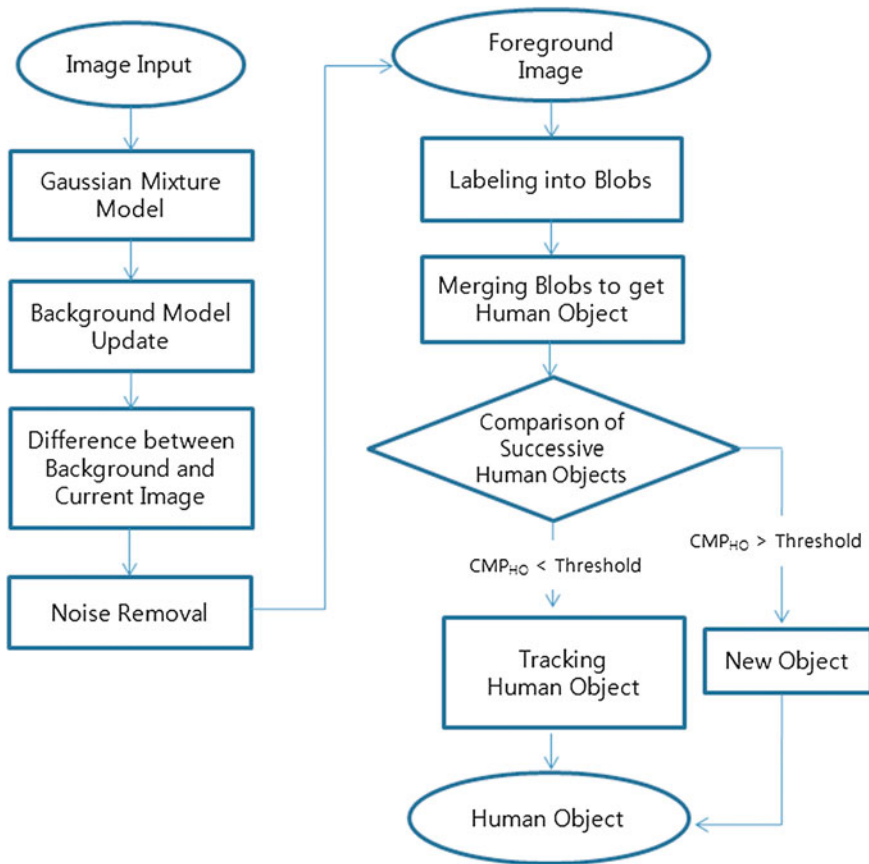 Image Input
Gaussian Mixture
Model
Background Model
Update
Difference between
Background and
Current Image
Noise Removal
Foreground
Image
Labeling into Blobs
Merging Blobs to get
Human Object
Comparison of
Successive
Human Objects
CMP_HO < Threshold
CMP_HO > Threshold
Tracking
Human Object
New Object
Human Object